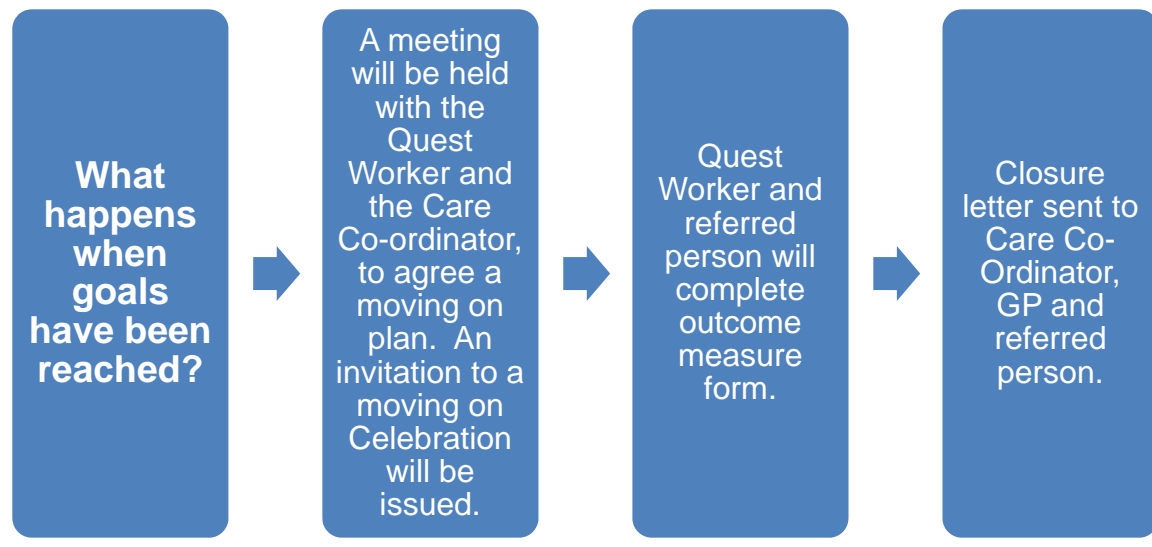 What
happens
when
goals
have been
reached?
A meeting
will be held
with the
Quest
Worker and
the Care
Co-ordinator,
to agree a
moving on
plan.  An
invitation to a
moving on
Celebration
will be
issued.
Quest
Worker and
referred
person will
complete
outcome
measure
form.
Closure
letter sent to
Care Co-
Ordinator,
GP and
referred
person.